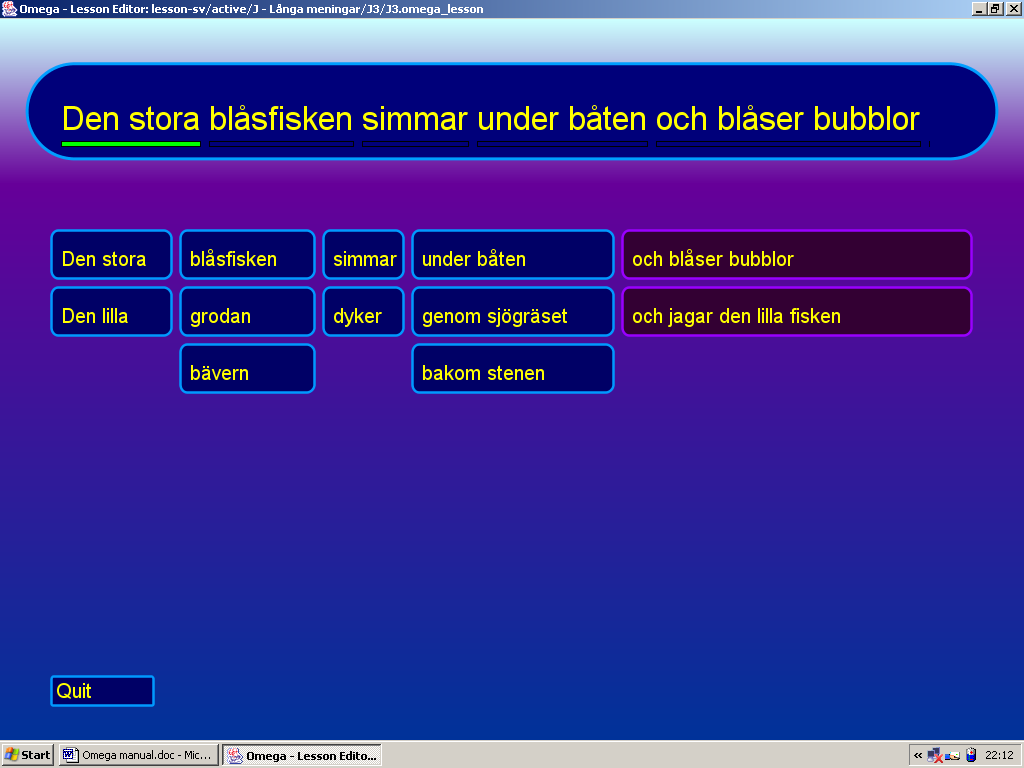 Omega - Lesson Editor: lesson-sv/active/J - Långa meningar/J3/J3.omega_lesson
Den stora blåsfisken simmar under båten och blåser bubblor
Den stora blåsfisken simmar under båten och blåser bubblor
Den lilla grodan dyker genom sjögräset och jagar den lilla fisken
bävern bakom stenen
Quit
Start Omega manual.doc - Mic... Omega - Lesson Edito... « 22:12